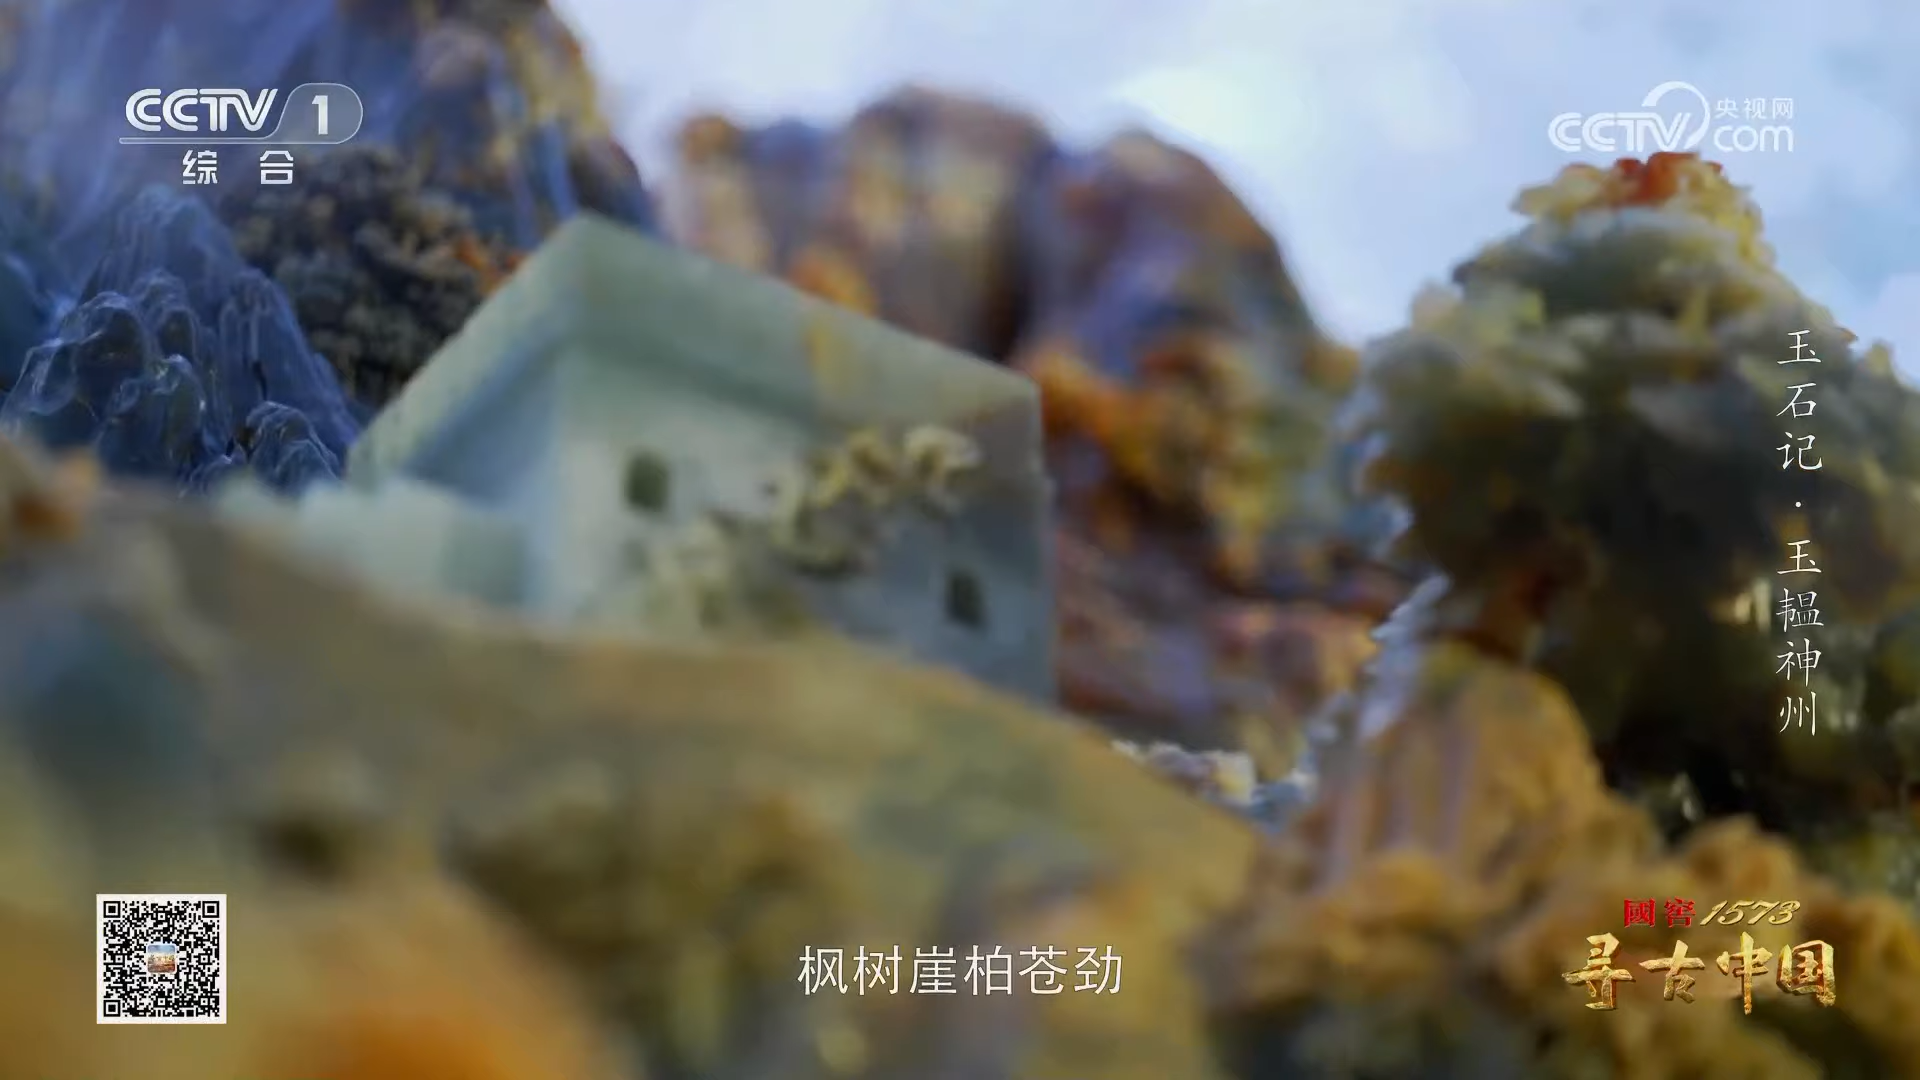 CCTV 1
综合
央视网
CCTV.com
玉石记·玉韫神州
國窖1573
寻古中国
枫树崖柏苍劲